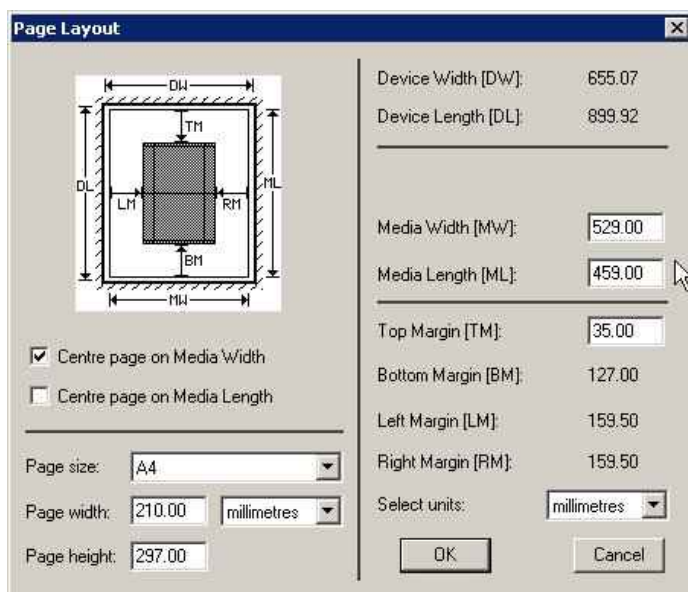 Page Layout
DW
TM
DL
ML
LM
RM
BM
MW
Centre page on Media Width
Centre page on Media Length
Page size: A4
Page width: 210.00 millimetres
Page height: 297.00
Device Width [DW]: 655.07
Device Length [DL]: 899.92
Media Width [MW]: 529.00
Media Length [ML]: 459.00
Top Margin [TM]: 35.00
Bottom Margin [BM]: 127.00
Left Margin [LM]: 159.50
Right Margin [RM]: 159.50
Select units: millimetres
OK Cancel